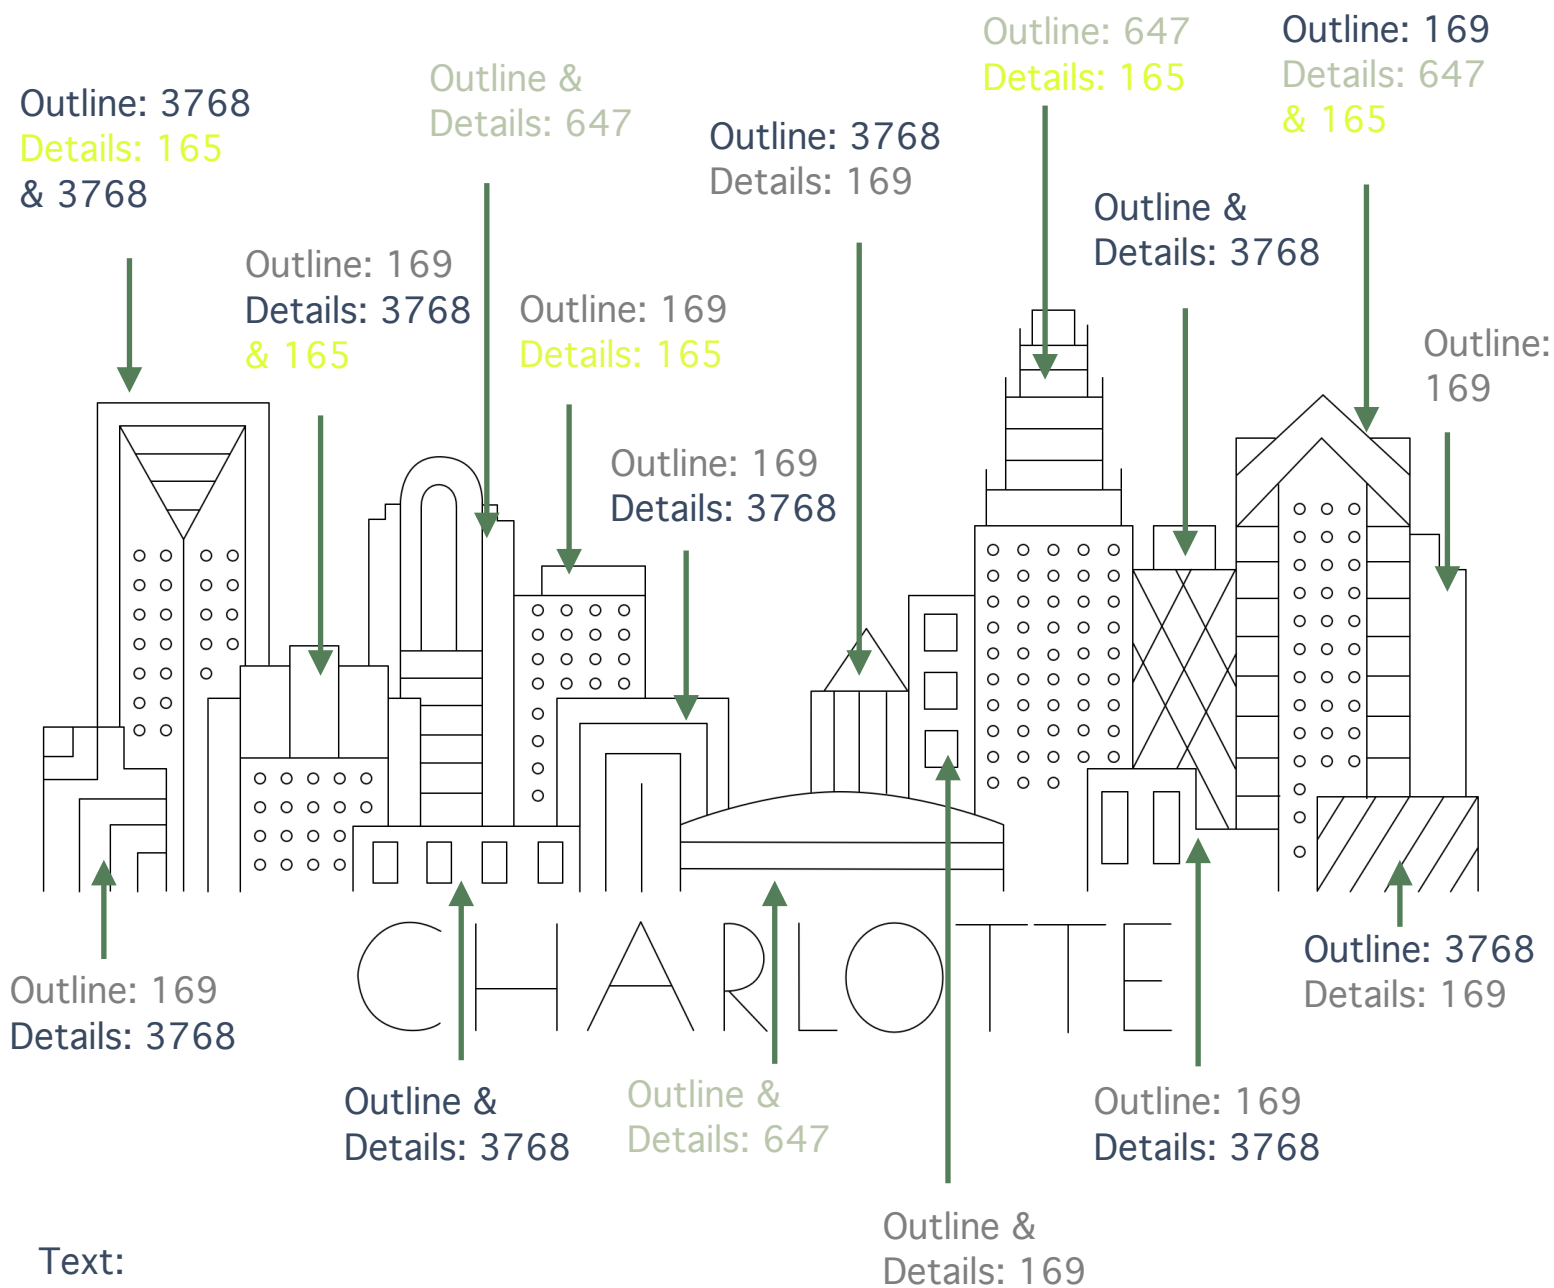 Outline: 3768
Details: 165
& 3768
Outline &
Details: 647
Outline: 647
Details: 165
Outline: 169
Details: 647
& 165
Outline: 3768
Details: 169
Outline &
Details: 3768
Outline: 169
Details: 3768
& 165
Outline: 169
Details: 165
Outline:
169
Outline: 169
Details: 3768
CHARLOTTE
Outline: 169
Details: 3768
Outline: 3768
Details: 169
Outline &
Details: 3768
Outline &
Details: 647
Outline: 169
Details: 3768
Outline &
Details: 169
Text: